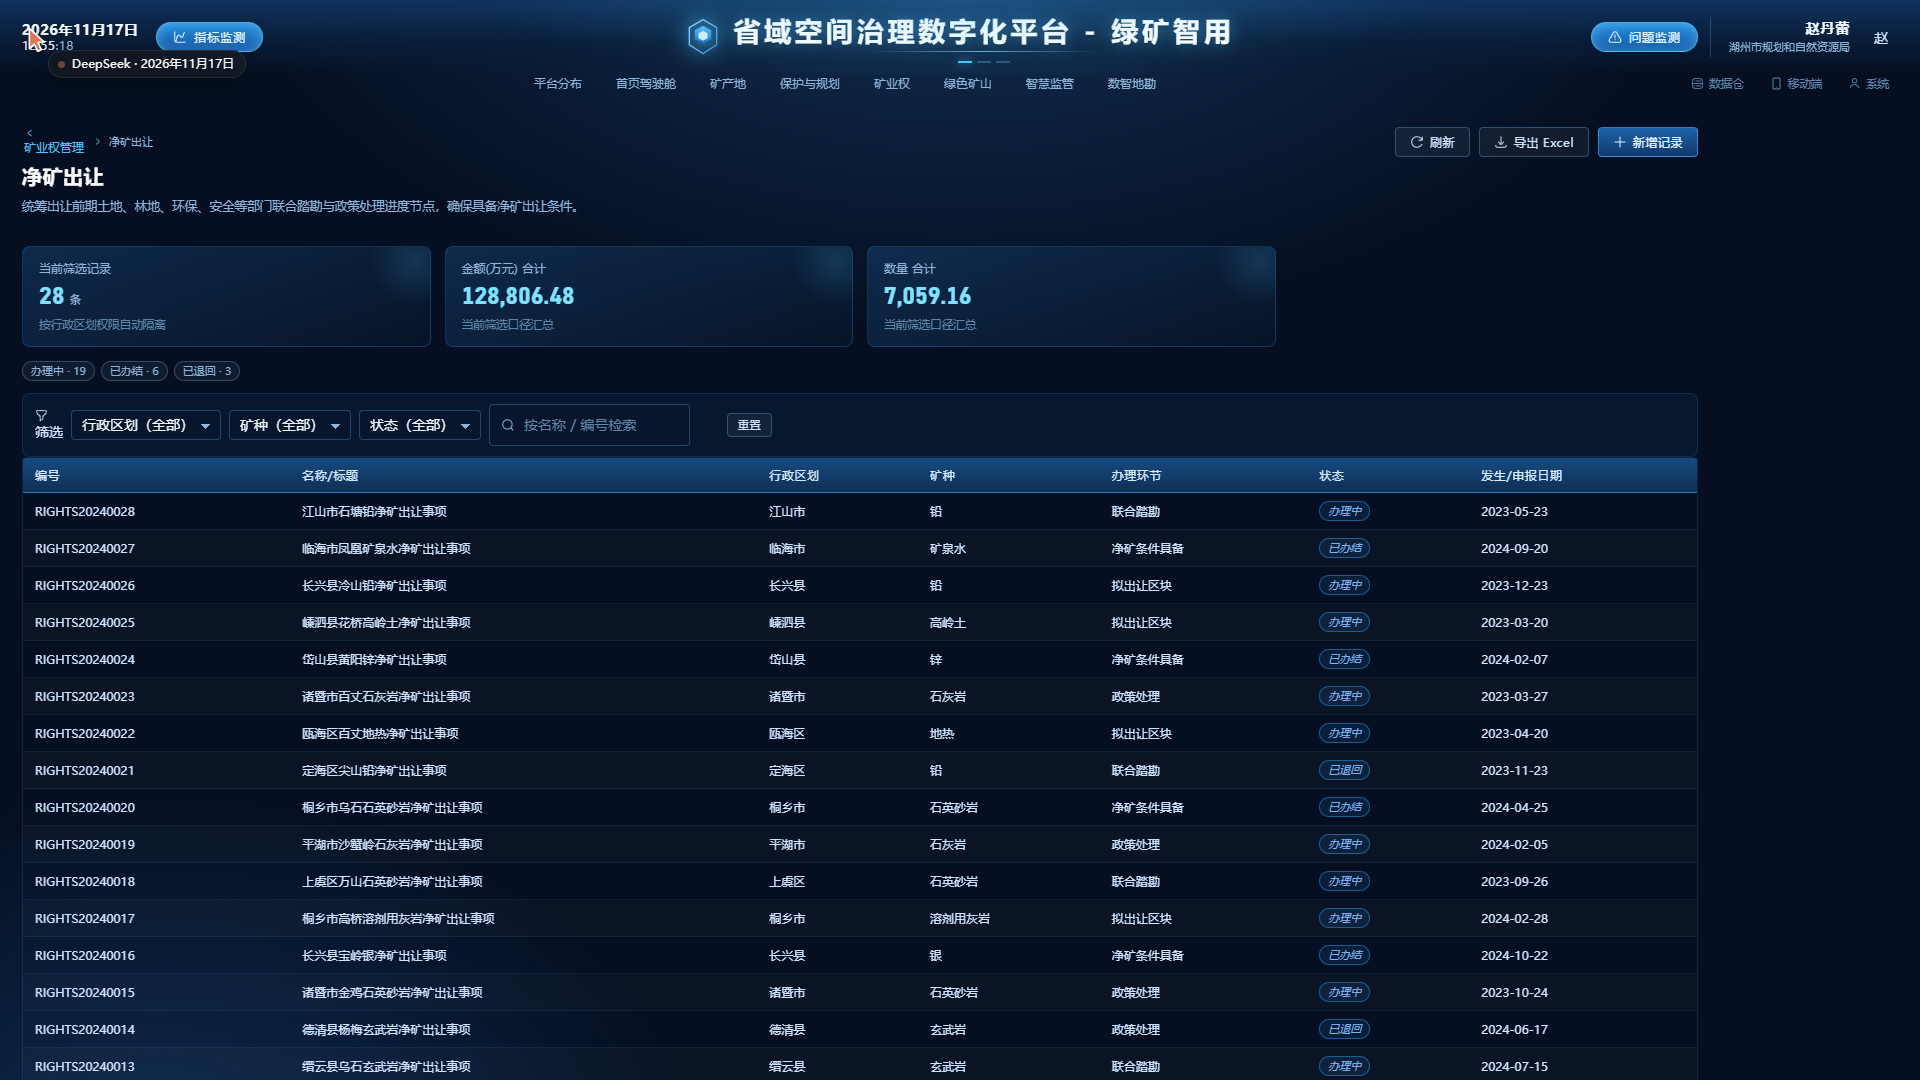 2026年11月17日
指标监测
:55:18
DeepSeek · 2026年11月17日
省域空间治理数字化平台 - 绿矿智用
问题监测
赵丹蕾
湖州市规划和自然资源局
赵
平台分布 首页驾驶舱 矿产地 保护与规划 矿业权 绿色矿山 智慧监管 数智地勘
数据仓 移动端 系统
矿业权管理 > 净矿出让
刷新 导出 Excel 新增记录
净矿出让
统筹出让前期土地、林地、环保、安全等部门联合踏勘与政策处理进度节点，确保具备净矿出让条件。
当前筛选记录
28 条
按行政区划权限自动隔离
金额(万元) 合计
128,806.48
当前筛选口径汇总
数量 合计
7,059.16
当前筛选口径汇总
办理中 · 19 已办结 · 6 已退回 · 3
筛选 行政区划（全部） 矿种（全部） 状态（全部） 按名称 / 编号检索 重置
编号 名称/标题 行政区划 矿种 办理环节 状态 发生/申报日期
RIGHTS20240028 江山市石塘铅净矿出让事项 江山市 铅 联合踏勘 办理中 2023-05-23
RIGHTS20240027 临海市凤凰矿泉水净矿出让事项 临海市 矿泉水 净矿条件具备 已办结 2024-09-20
RIGHTS20240026 长兴县冷山铅净矿出让事项 长兴县 铅 拟出让区块 办理中 2023-12-23
RIGHTS20240025 嵊泗县花桥高岭土净矿出让事项 嵊泗县 高岭土 拟出让区块 办理中 2023-03-20
RIGHTS20240024 岱山县黄阳锌净矿出让事项 岱山县 锌 净矿条件具备 已办结 2024-02-07
RIGHTS20240023 诸暨市百丈石灰岩净矿出让事项 诸暨市 石灰岩 政策处理 办理中 2023-03-27
RIGHTS20240022 瓯海区百丈地热净矿出让事项 瓯海区 地热 拟出让区块 办理中 2023-04-20
RIGHTS20240021 定海区尖山铅净矿出让事项 定海区 铅 联合踏勘 已退回 2023-11-23
RIGHTS20240020 桐乡市乌石石英砂岩净矿出让事项 桐乡市 石英砂岩 净矿条件具备 已办结 2024-04-25
RIGHTS20240019 平湖市沙蟹岭石灰岩净矿出让事项 平湖市 石灰岩 政策处理 办理中 2024-02-05
RIGHTS20240018 上虞区万山石英砂岩净矿出让事项 上虞区 石英砂岩 联合踏勘 办理中 2023-09-26
RIGHTS20240017 桐乡市高桥溶剂用灰岩净矿出让事项 桐乡市 溶剂用灰岩 拟出让区块 办理中 2024-02-28
RIGHTS20240016 长兴县宝岭银净矿出让事项 长兴县 银 净矿条件具备 已办结 2024-10-22
RIGHTS20240015 诸暨市金鸡石英砂岩净矿出让事项 诸暨市 石英砂岩 政策处理 办理中 2023-10-24
RIGHTS20240014 德清县杨梅玄武岩净矿出让事项 德清县 玄武岩 政策处理 已退回 2024-06-17
RIGHTS20240013 缙云县乌石玄武岩净矿出让事项 缙云县 玄武岩 联合踏勘 办理中 2024-07-15